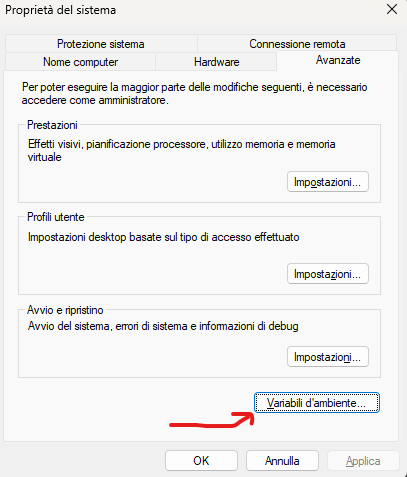 Proprietà del sistema
Protezione sistema
Connessione remota
Nome computer
Hardware
Avanzate
Per poter eseguire la maggior parte delle modifiche seguenti, è necessario
accedere come amministratore.
Prestazioni
Effetti visivi, pianificazione processore, utilizzo memoria e memoria
virtuale
Impostazioni...
Profili utente
Impostazioni desktop basate sul tipo di accesso effettuato
Impostazioni...
Avvio e ripristino
Avvio del sistema, errori di sistema e informazioni di debug
Impostazioni...
Variabili d'ambiente...
OK
Annulla
Applica